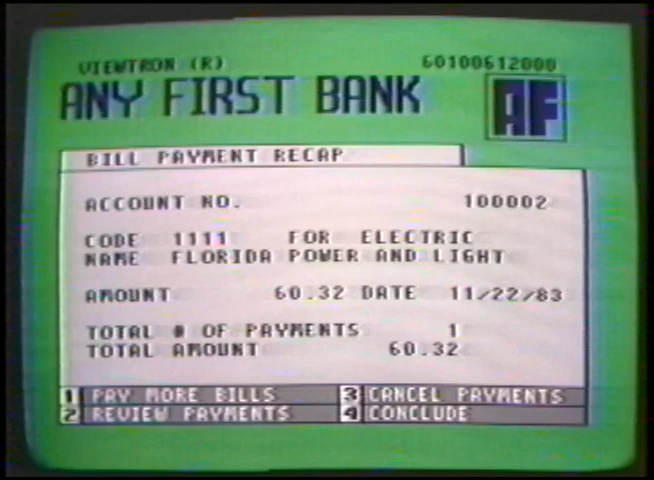 VIEWTRON (R) 60100612000
ANY FIRST BANK AF
BILL PAYMENT RECAP
ACCOUNT NO. 100002
CODE 1111 FOR ELECTRIC
NAME FLORIDA POWER AND LIGHT
AMOUNT 60.32 DATE 11/22/83
TOTAL # OF PAYMENTS 1
TOTAL AMOUNT 60.32
1 PAY MORE BILLS 3 CANCEL PAYMENTS
2 REVIEW PAYMENTS 4 CONCLUDE